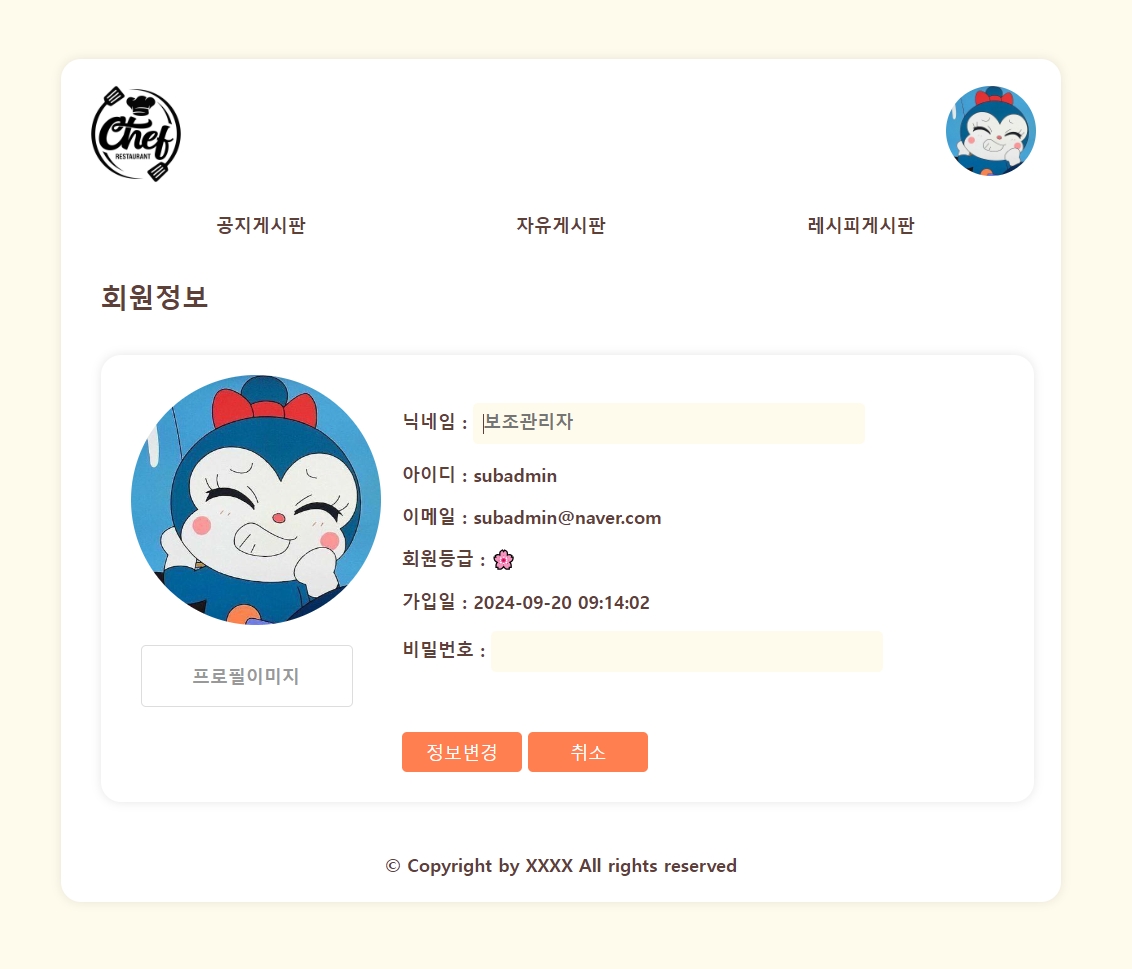 Chef
RESTAURANT
공지게시판 자유게시판 레시피게시판
회원정보
닉네임 : 보조관리자
아이디 : subadmin
이메일 : subadmin@naver.com
회원등급 : 🌸
가입일 : 2024-09-20 09:14:02
비밀번호 :
프로필이미지
정보변경 취소
© Copyright by XXXX All rights reserved